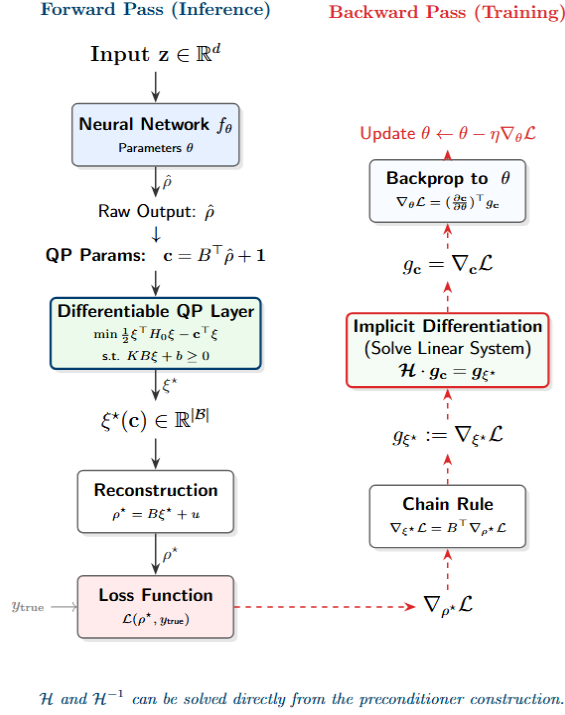 Forward Pass (Inference)
Input z ∈ ℝ^d
Neural Network f_θ
Parameters θ
ρ̂
Raw Output: ρ̂
QP Params: c = B^⊤ρ̂ + 1
Differentiable QP Layer
min ½ξ^⊤H₀ξ − c^⊤ξ
s.t. KBξ + b ≥ 0
ξ⋆
ξ⋆(c) ∈ ℝ^|𝓑|
Reconstruction
ρ⋆ = Bξ⋆ + u
ρ⋆
y_true
Loss Function
ℒ(ρ⋆, y_true)
Backward Pass (Training)
Update θ ← θ − η∇_θℒ
Backprop to θ
∇_θℒ = (∂c/∂θ)^⊤ g_c
g_c = ∇_cℒ
Implicit Differentiation
(Solve Linear System)
𝓗 · g_c = g_ξ⋆
g_ξ⋆ := ∇_ξ⋆ℒ
Chain Rule
∇_ξ⋆ℒ = B^⊤∇_ρ⋆ℒ
∇_ρ⋆ℒ
𝓗 and 𝓗⁻¹ can be solved directly from the preconditioner construction.